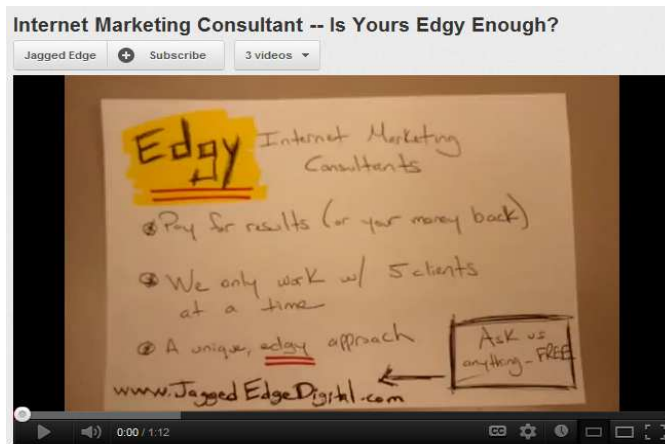 Internet Marketing Consultant -- Is Yours Edgy Enough?
Jagged Edge Subscribe 3 videos
Edgy Internet Marketing
Consultants
Pay for results (or your money back)
We only work w/ 5 clients
at a time
A unique, edgy approach
Ask us
anything - FREE
www.JaggedEdgeDigital.com
0:00 / 1:12 CC